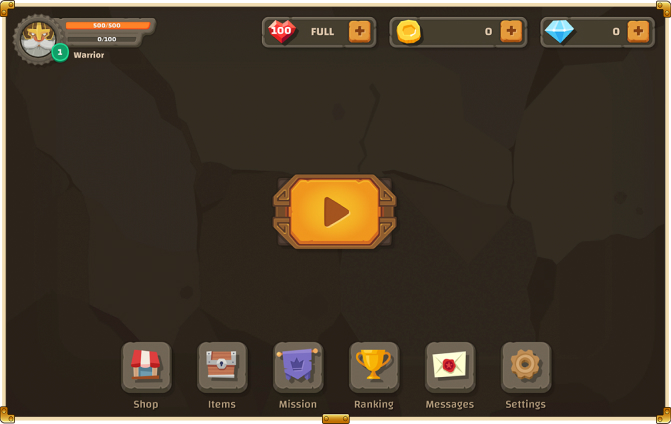 500/500
0/100
1
Warrior
100
FULL
0
0
Shop
Items
Mission
Ranking
Messages
Settings